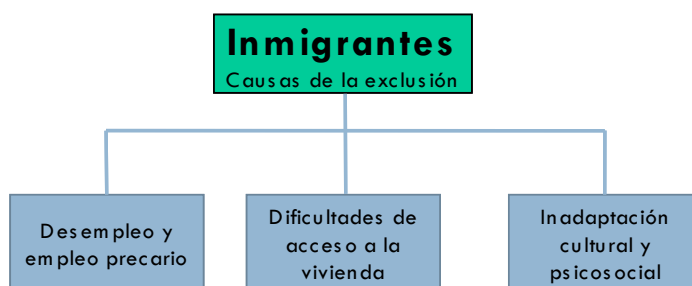 Inmigrantes
Causas de la exclusión
Desempleo y
empleo precario
Dificultades de
acceso a la
vivienda
Inadaptación
cultural y
psicosocial